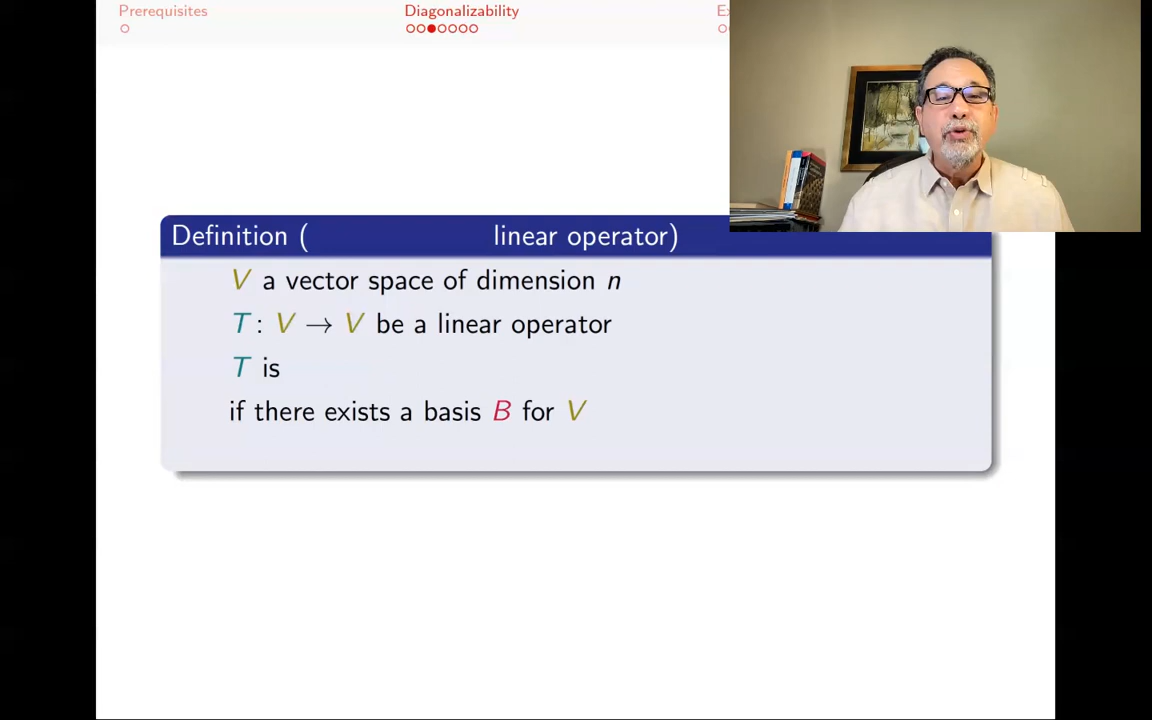 Prerequisites
Diagonalizability
Definition ( linear operator)
V a vector space of dimension n
T : V → V be a linear operator
T is
if there exists a basis B for V